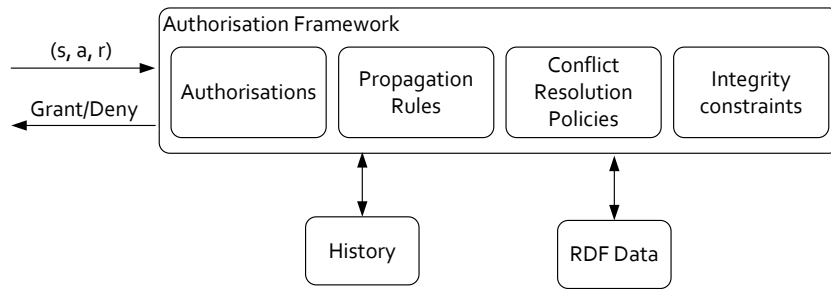 Authorisation Framework
(s, a, r)
Grant/Deny
Authorisations
Propagation
Rules
Conflict
Resolution
Policies
Integrity
constraints
History
RDF Data